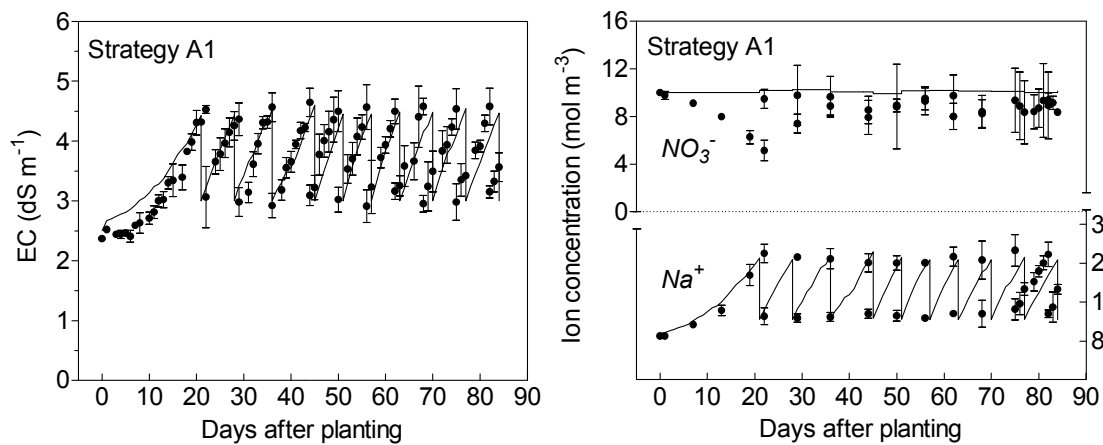 Strategy A1
EC (dS m⁻¹)
6
5
4
3
2
1
0
0 10 20 30 40 50 60 70 80 90
Days after planting
Strategy A1
Ion concentration (mol m⁻³)
16
12
8
4
0
NO₃⁻
Na⁺
3
2
1
8
0 10 20 30 40 50 60 70 80 90
Days after planting